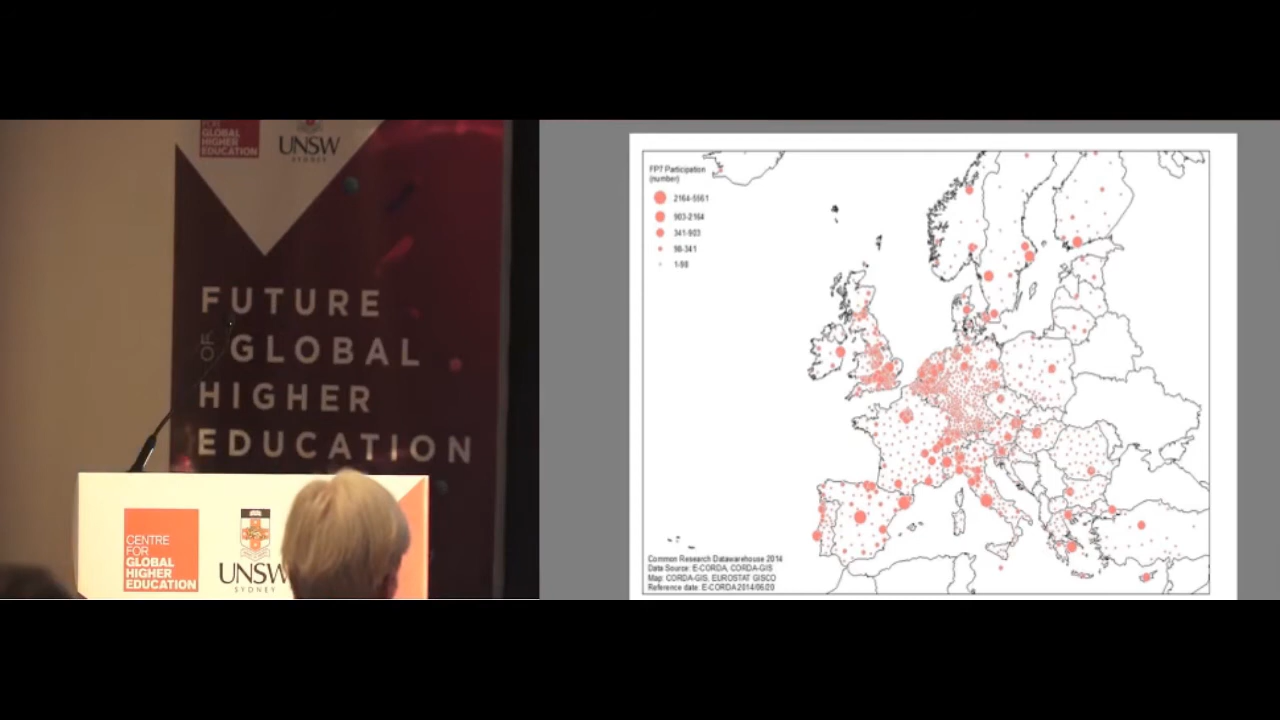 FOR
GLOBAL
HIGHER
EDUCATION
UNSW
SYDNEY
FUTURE
OF GLOBAL
HIGHER
EDUCATION
CENTRE
FOR
GLOBAL
HIGHER
EDUCATION
UNSW
SYDNEY
FP7 Participation
(number)
2164-5561
903-2164
341-903
98-341
1-98
Common Research Datawarehouse 2014
Data Source: E-CORDA, CORDA-GIS
Map: CORDA-GIS, EUROSTAT GISCO
Reference date: E-CORDA 2014/06/20